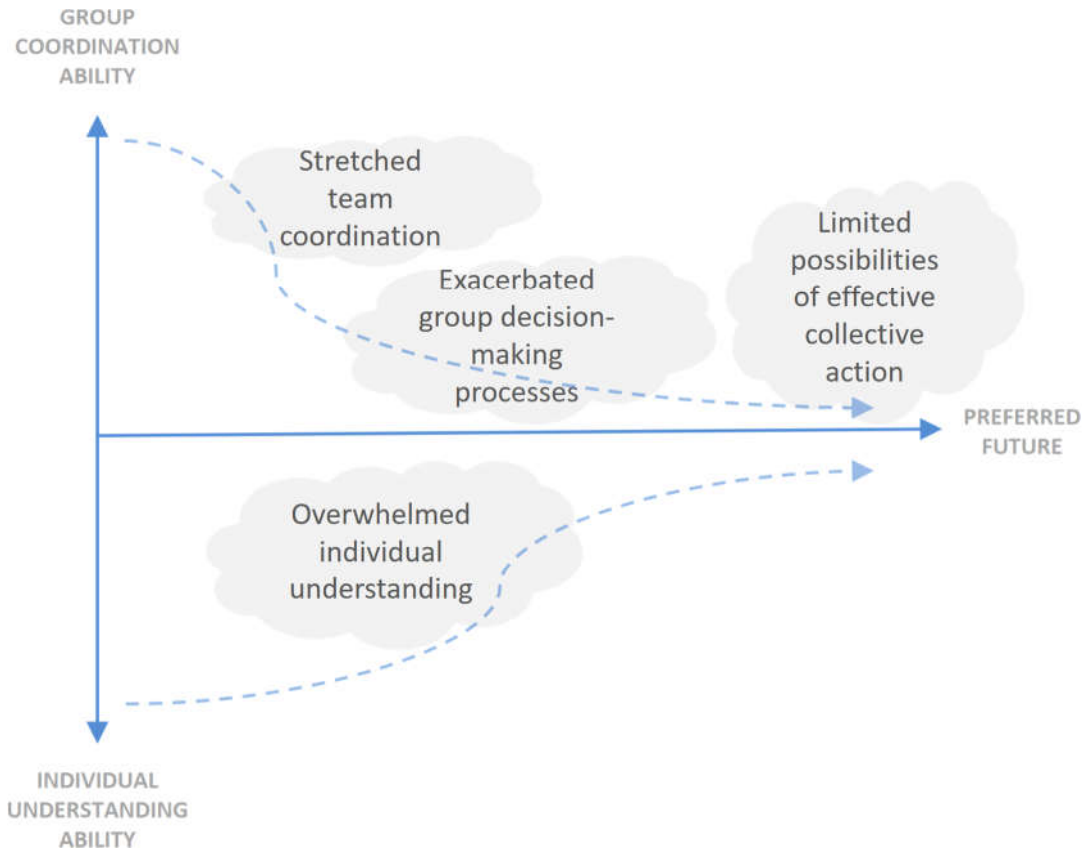 GROUP
COORDINATION
ABILITY
Stretched
team
coordination
Exacerbated
group decision-
making
processes
Limited
possibilities
of effective
collective
action
PREFERRED
FUTURE
Overwhelmed
individual
understanding
INDIVIDUAL
UNDERSTANDING
ABILITY